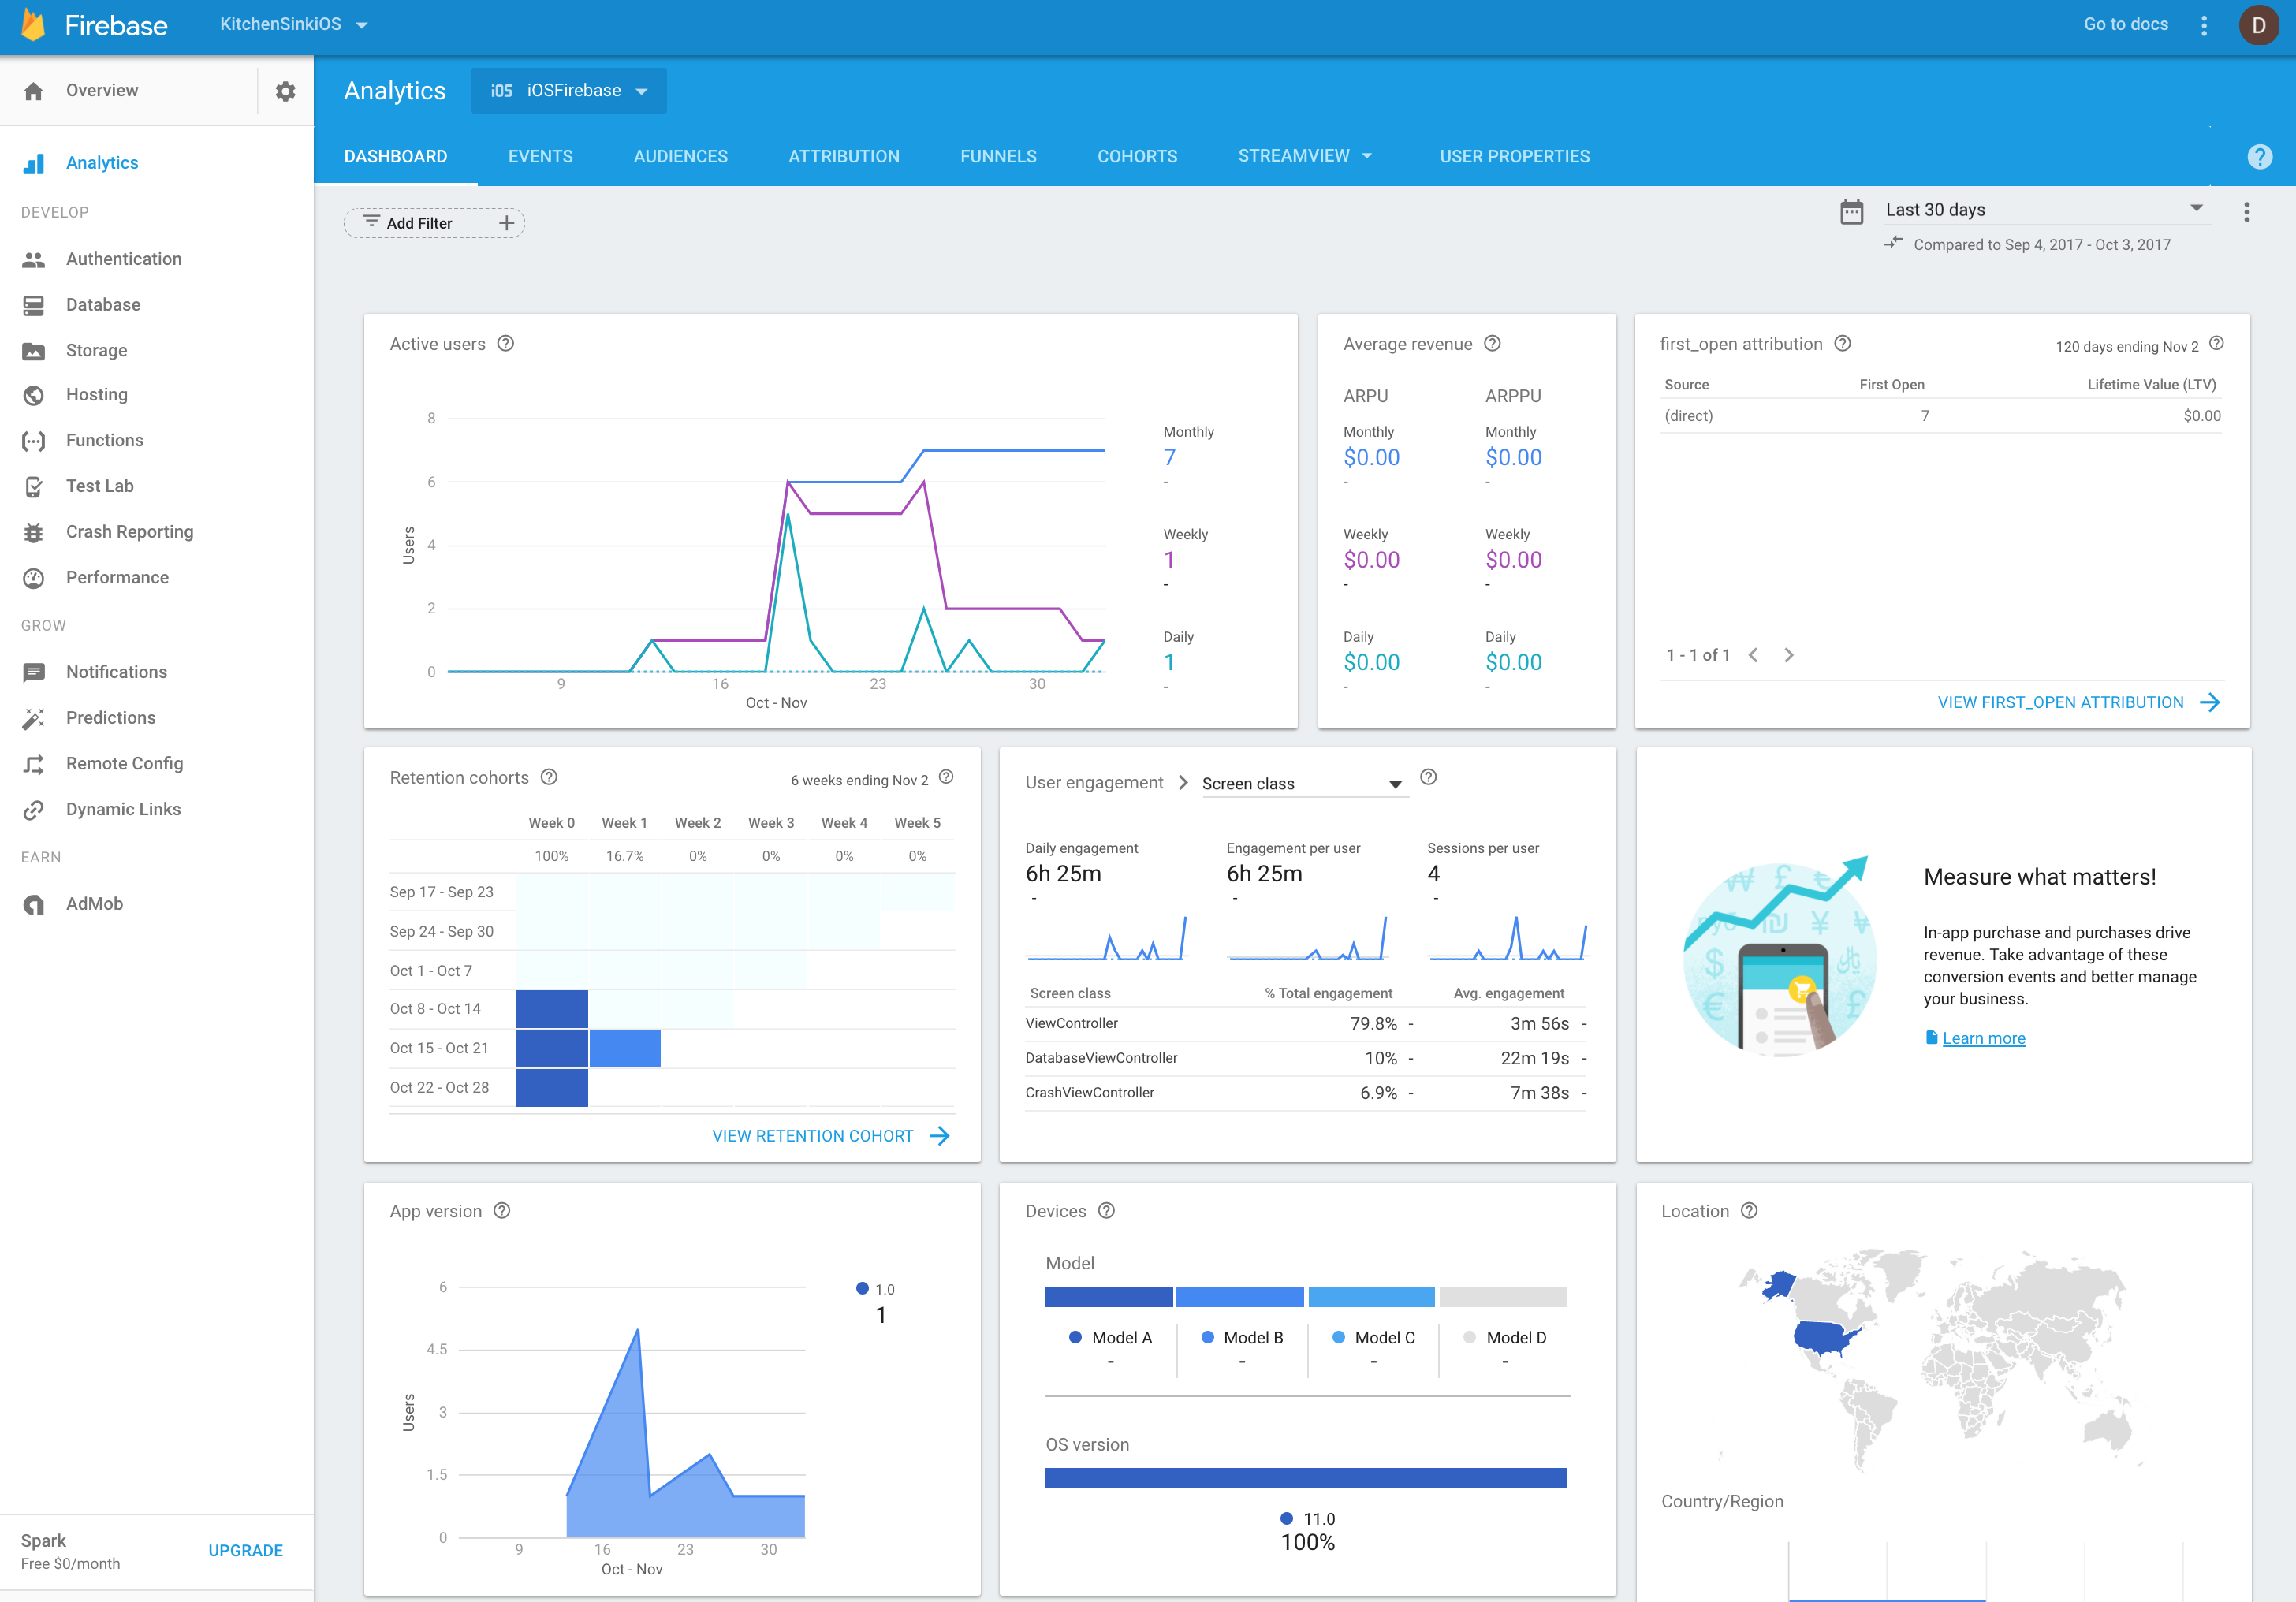 Firebase
KitchenSinkiOS
Go to docs
D
Overview
Analytics
DEVELOP
Authentication
Database
Storage
Hosting
Functions
Test Lab
Crash Reporting
Performance
GROW
Notifications
Predictions
Remote Config
Dynamic Links
EARN
AdMob
Spark
Free $0/month
UPGRADE
Analytics
iOS iOSFirebase
DASHBOARD EVENTS AUDIENCES ATTRIBUTION FUNNELS COHORTS STREAMVIEW USER PROPERTIES
Add Filter
Last 30 days
Compared to Sep 4, 2017 - Oct 3, 2017
Active users
8
6
4
2
0
Users
9 16 23 30
Oct - Nov
Monthly
7
-
Weekly
1
-
Daily
1
-
Average revenue
ARPU ARPPU
Monthly Monthly
$0.00 $0.00
- -
Weekly Weekly
$0.00 $0.00
- -
Daily Daily
$0.00 $0.00
- -
first_open attribution
120 days ending Nov 2
Source First Open Lifetime Value (LTV)
(direct) 7 $0.00
1 - 1 of 1
VIEW FIRST_OPEN ATTRIBUTION
Retention cohorts
6 weeks ending Nov 2
Week 0 Week 1 Week 2 Week 3 Week 4 Week 5
100% 16.7% 0% 0% 0% 0%
Sep 17 - Sep 23
Sep 24 - Sep 30
Oct 1 - Oct 7
Oct 8 - Oct 14
Oct 15 - Oct 21
Oct 22 - Oct 28
VIEW RETENTION COHORT
User engagement Screen class
Daily engagement Engagement per user Sessions per user
6h 25m 6h 25m 4
- - -
Screen class % Total engagement Avg. engagement
ViewController 79.8% - 3m 56s -
DatabaseViewController 10% - 22m 19s -
CrashViewController 6.9% - 7m 38s -
Measure what matters!
In-app purchase and purchases drive
revenue. Take advantage of these
conversion events and better manage
your business.
Learn more
App version
6
4.5
3
1.5
0
Users
9 16 23 30
Oct - Nov
1.0
1
Devices
Model
Model A Model B Model C Model D
- - - -
OS version
11.0
100%
Location
Country/Region